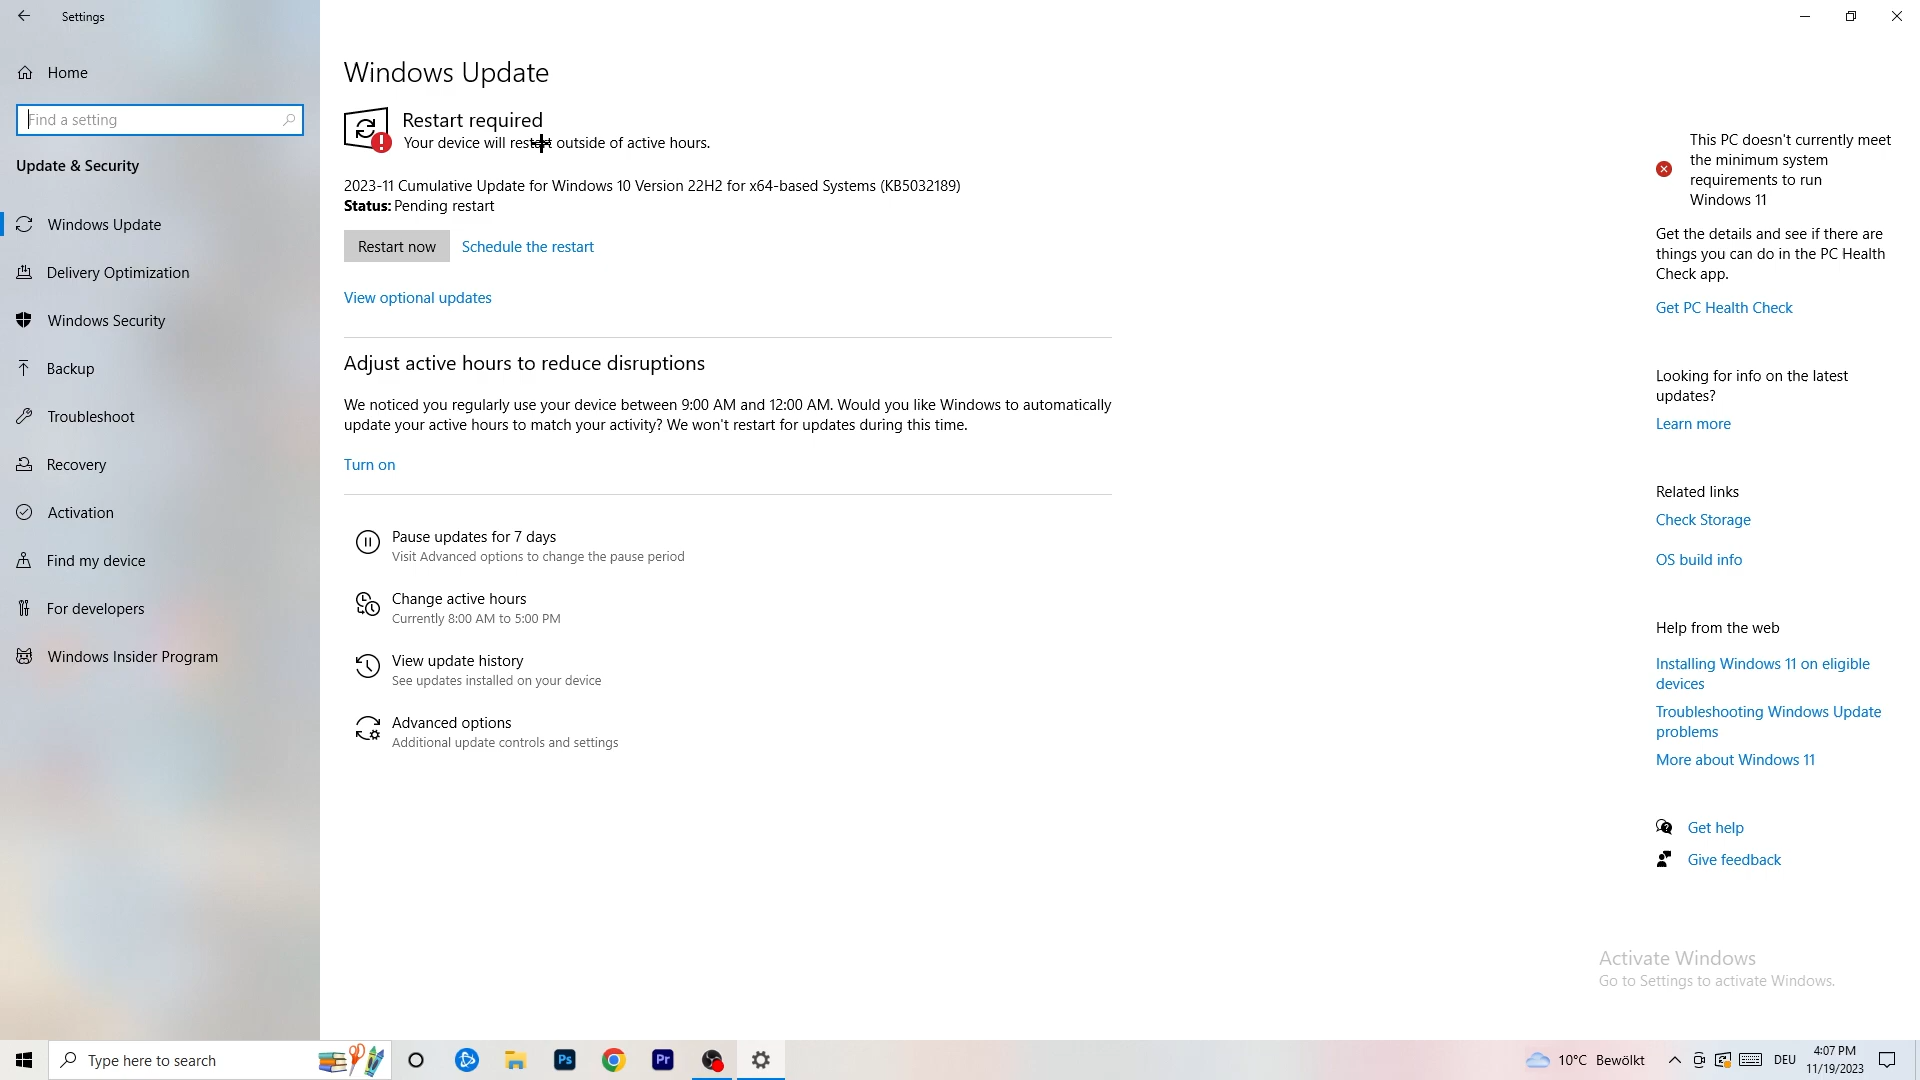 Settings
Home
Find a setting
Update & Security
Windows Update
Delivery Optimization
Windows Security
Backup
Troubleshoot
Recovery
Activation
Find my device
For developers
Windows Insider Program
Windows Update
Restart required
Your device will restart outside of active hours.
2023-11 Cumulative Update for Windows 10 Version 22H2 for x64-based Systems (KB5032189)
Status: Pending restart
Restart now
Schedule the restart
View optional updates
Adjust active hours to reduce disruptions
We noticed you regularly use your device between 9:00 AM and 12:00 AM. Would you like Windows to automatically
update your active hours to match your activity? We won't restart for updates during this time.
Turn on
Pause updates for 7 days
Visit Advanced options to change the pause period
Change active hours
Currently 8:00 AM to 5:00 PM
View update history
See updates installed on your device
Advanced options
Additional update controls and settings
This PC doesn't currently meet
the minimum system
requirements to run
Windows 11
Get the details and see if there are
things you can do in the PC Health
Check app.
Get PC Health Check
Looking for info on the latest
updates?
Learn more
Related links
Check Storage
OS build info
Help from the web
Installing Windows 11 on eligible
devices
Troubleshooting Windows Update
problems
More about Windows 11
Get help
Give feedback
Activate Windows
Go to Settings to activate Windows.
Type here to search
Ps
Pr
10°C Bewölkt
DEU
4:07 PM
11/19/2023